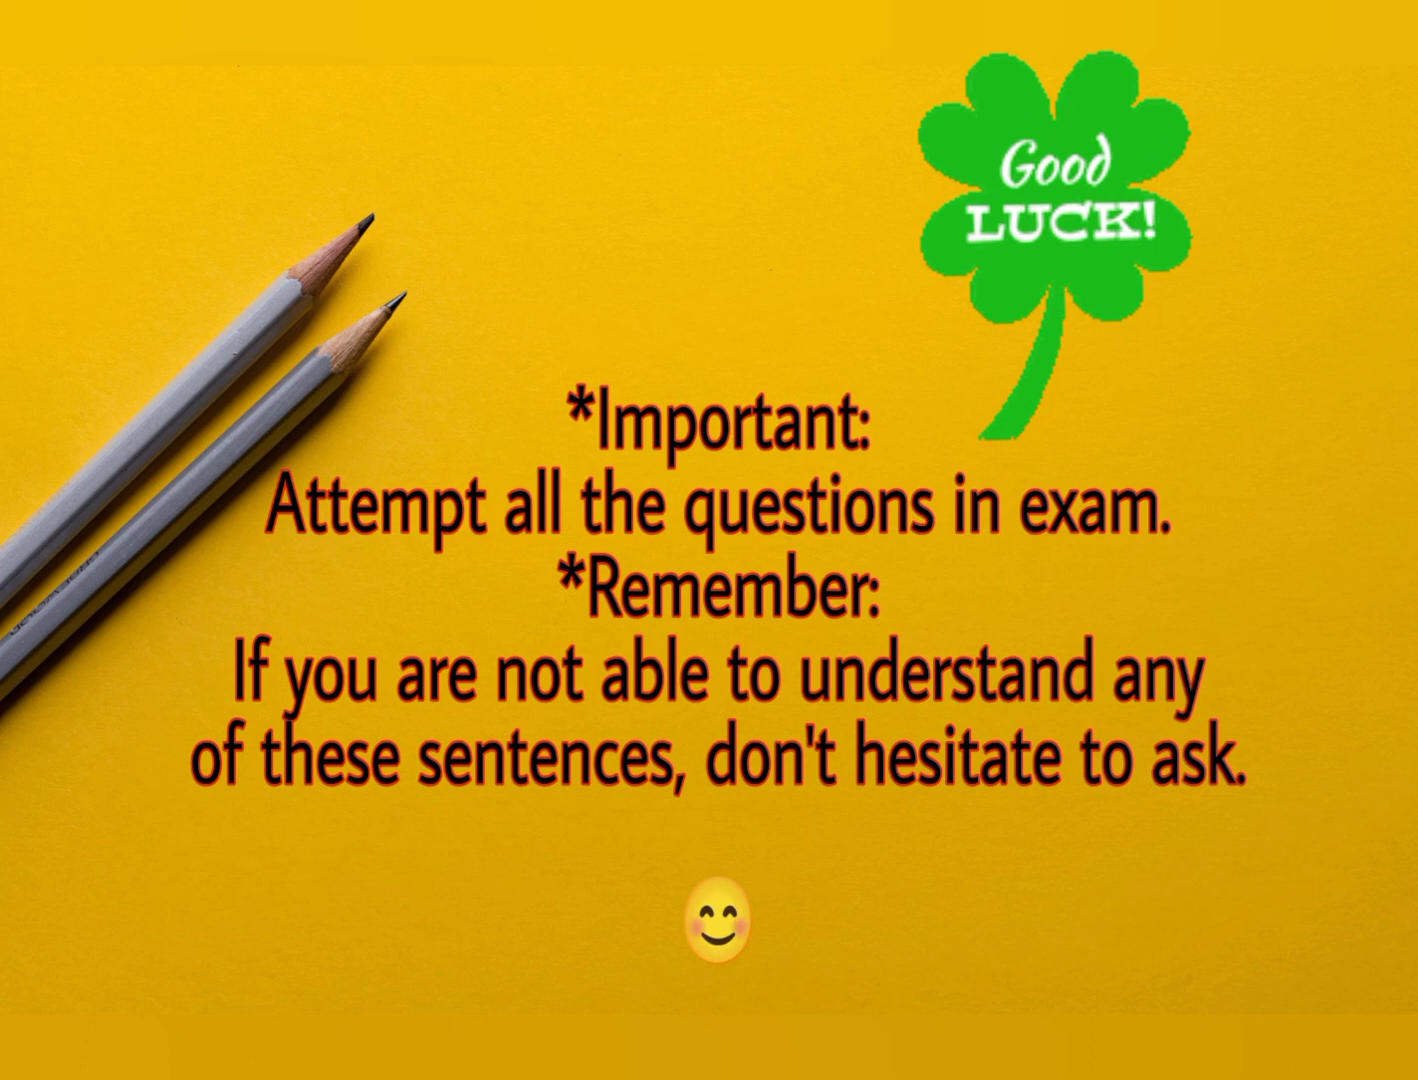 Good
LUCK!
*Important:
Attempt all the questions in exam.
*Remember:
If you are not able to understand any
of these sentences, don't hesitate to ask.
😊